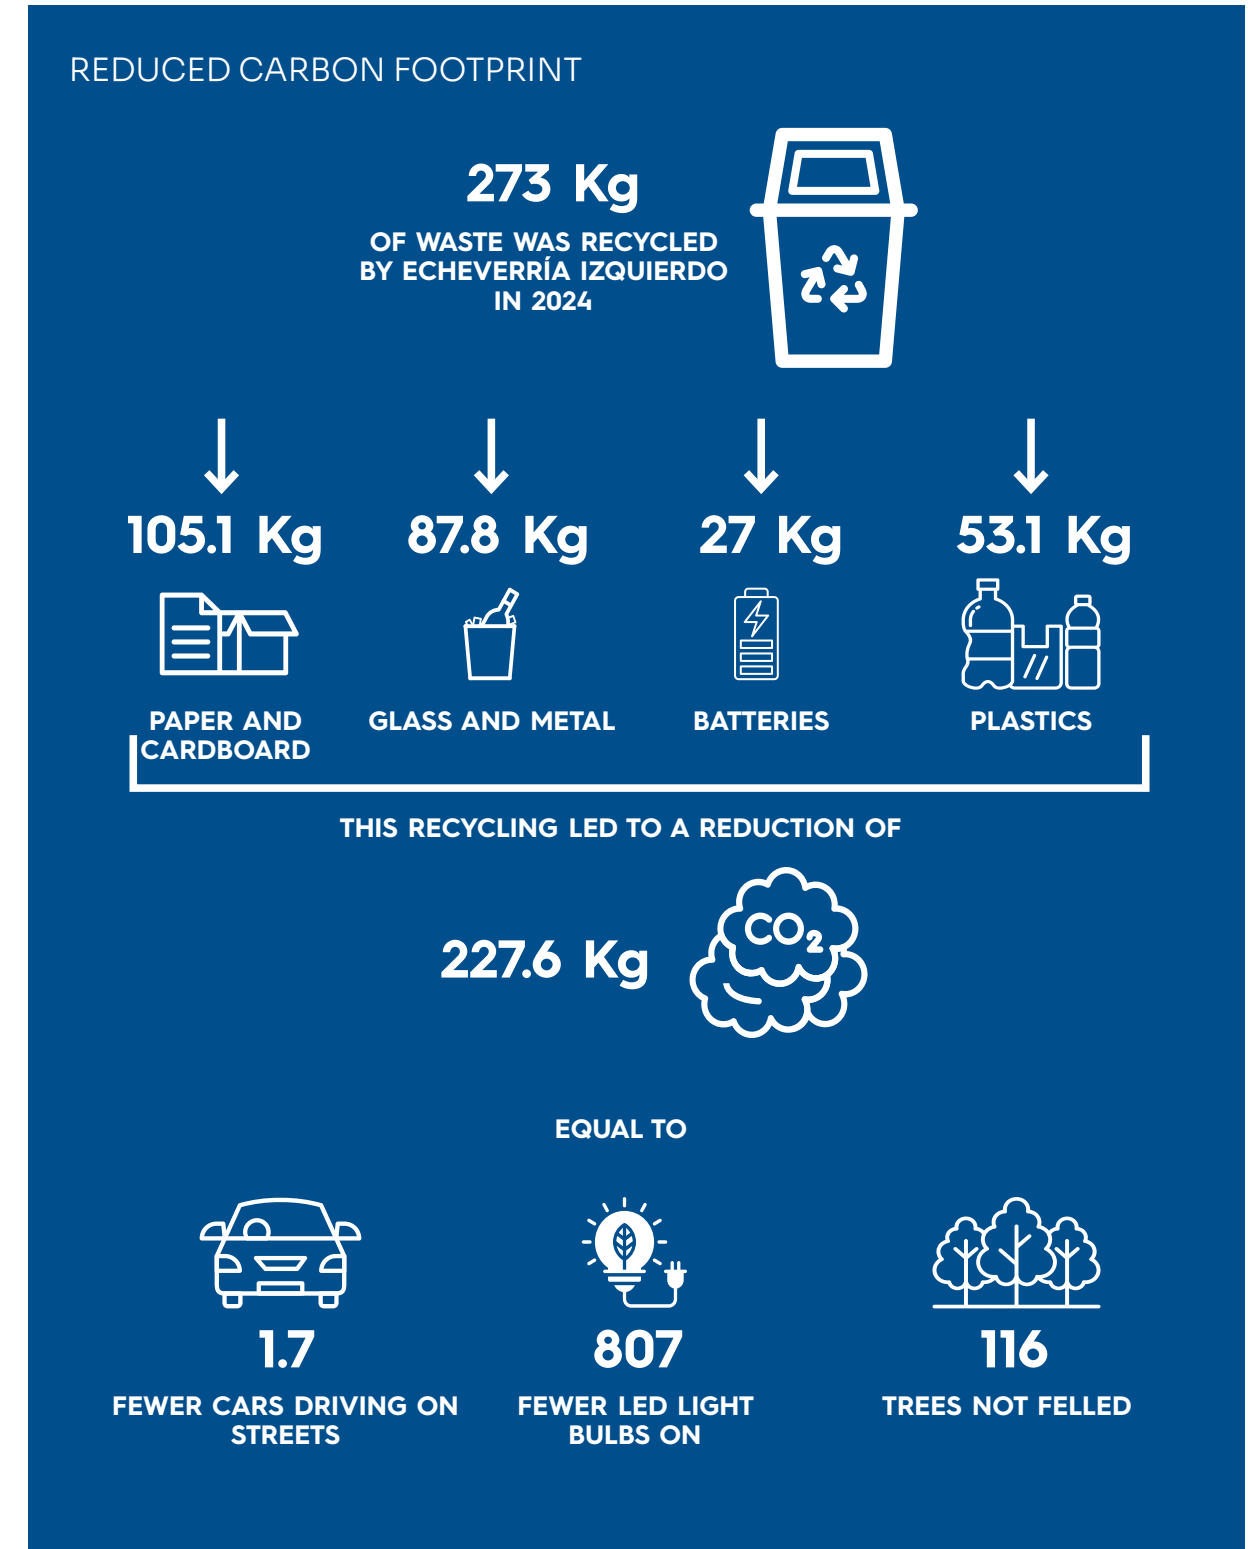 REDUCED CARBON FOOTPRINT
273 Kg
OF WASTE WAS RECYCLED
BY ECHEVERRÍA IZQUIERDO
IN 2024
105.1 Kg
87.8 Kg
27 Kg
53.1 Kg
PAPER AND
CARDBOARD
GLASS AND METAL
BATTERIES
PLASTICS
THIS RECYCLING LED TO A REDUCTION OF
227.6 Kg
CO2
EQUAL TO
1.7
FEWER CARS DRIVING ON
STREETS
807
FEWER LED LIGHT
BULBS ON
116
TREES NOT FELLED